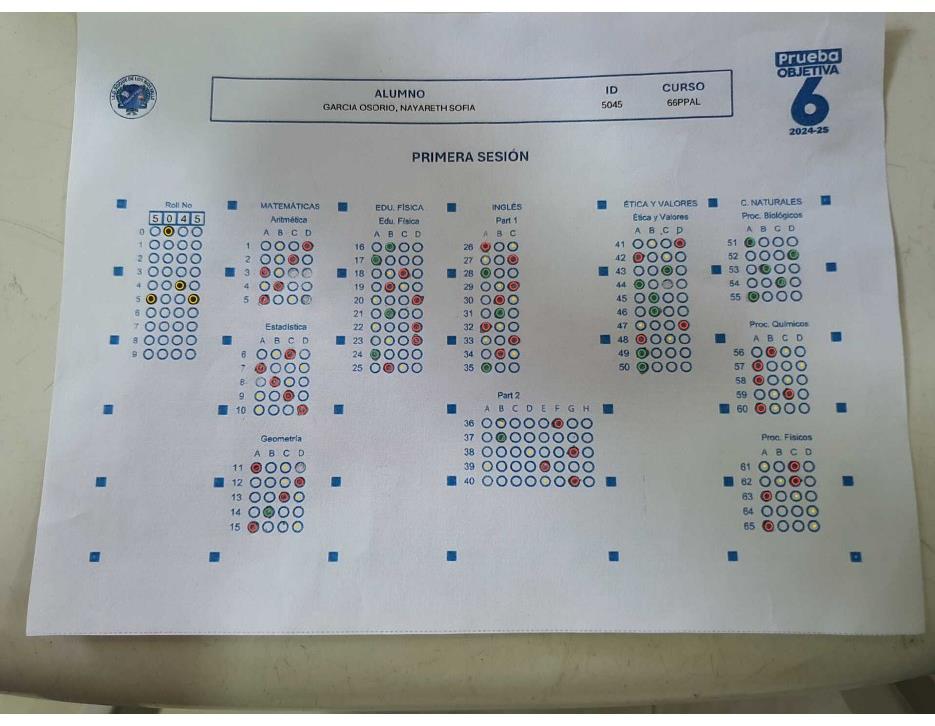 Prueba
OBJETIVA
6
2024-25
ALUMNO ID CURSO
GARCIA OSORIO, NAYARETH SOFIA 5045 66PPAL
PRIMERA SESIÓN
Roll No
5 0 4 5
0
1
2
3
4
5
6
7
8
9
MATEMÁTICAS
Aritmética
A B C D
1
2
3
4
5
Estadística
6
7
8
9
10
Geometría
A B C D
11
12
13
14
15
EDU. FÍSICA
Edu. Física
A B C D
16
17
18
19
20
21
22
23
24
25
INGLÉS
Part 1
A B C
26
27
28
29
30
31
32
33
34
35
Part 2
A B C D E F G H
36
37
38
39
40
ÉTICA Y VALORES
Ética y Valores
A B C D
41
42
43
44
45
46
47
48
49
50
C. NATURALES
Proc. Biológicos
A B C D
51
52
53
54
55
Proc. Químicos
A B C D
56
57
58
59
60
Proc. Físicos
A B C D
61
62
63
64
65